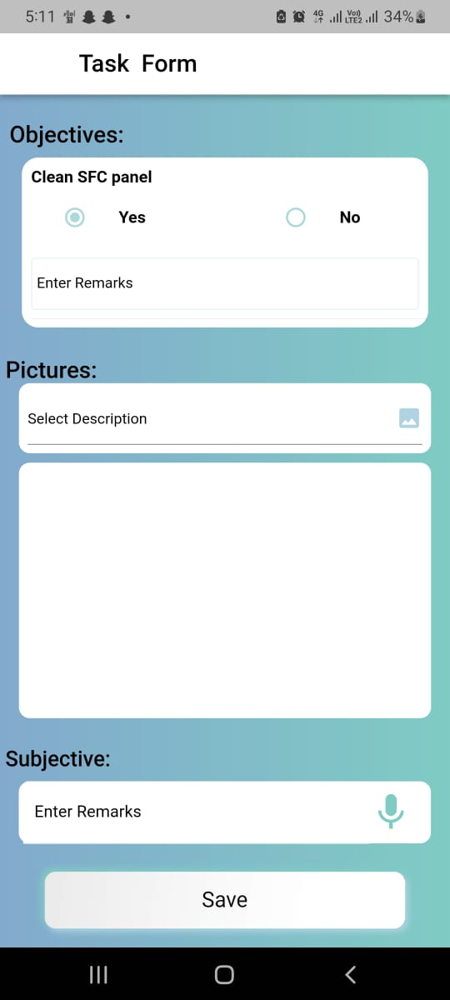 5:11
4G
Vo))
LTE2
34%
Task Form
Objectives:
Clean SFC panel
Yes
No
Enter Remarks
Pictures:
Select Description
Subjective:
Enter Remarks
Save